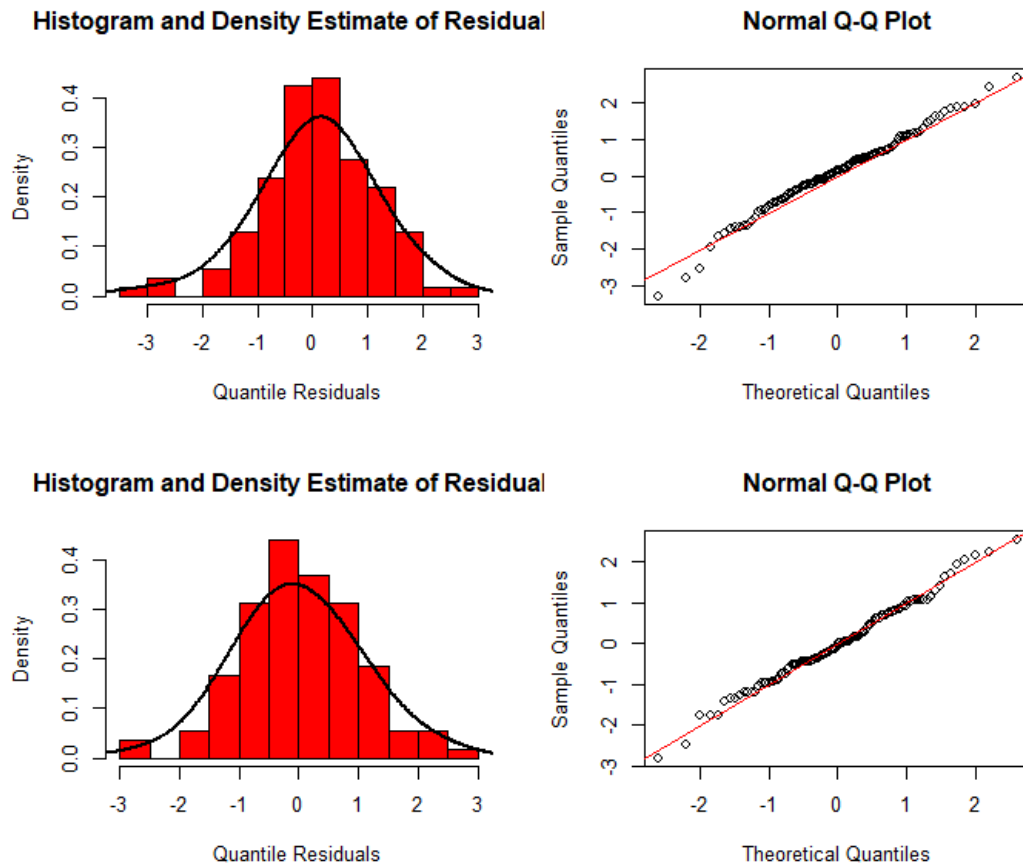 Histogram and Density Estimate of Residual
Normal Q-Q Plot
Density
0.0 0.1 0.2 0.3 0.4
-3 -2 -1 0 1 2 3
Quantile Residuals
Sample Quantiles
-3 -2 -1 0 1 2
-2 -1 0 1 2
Theoretical Quantiles
Histogram and Density Estimate of Residual
Normal Q-Q Plot
Density
0.0 0.1 0.2 0.3 0.4
-3 -2 -1 0 1 2 3
Quantile Residuals
Sample Quantiles
-3 -2 -1 0 1 2
-2 -1 0 1 2
Theoretical Quantiles